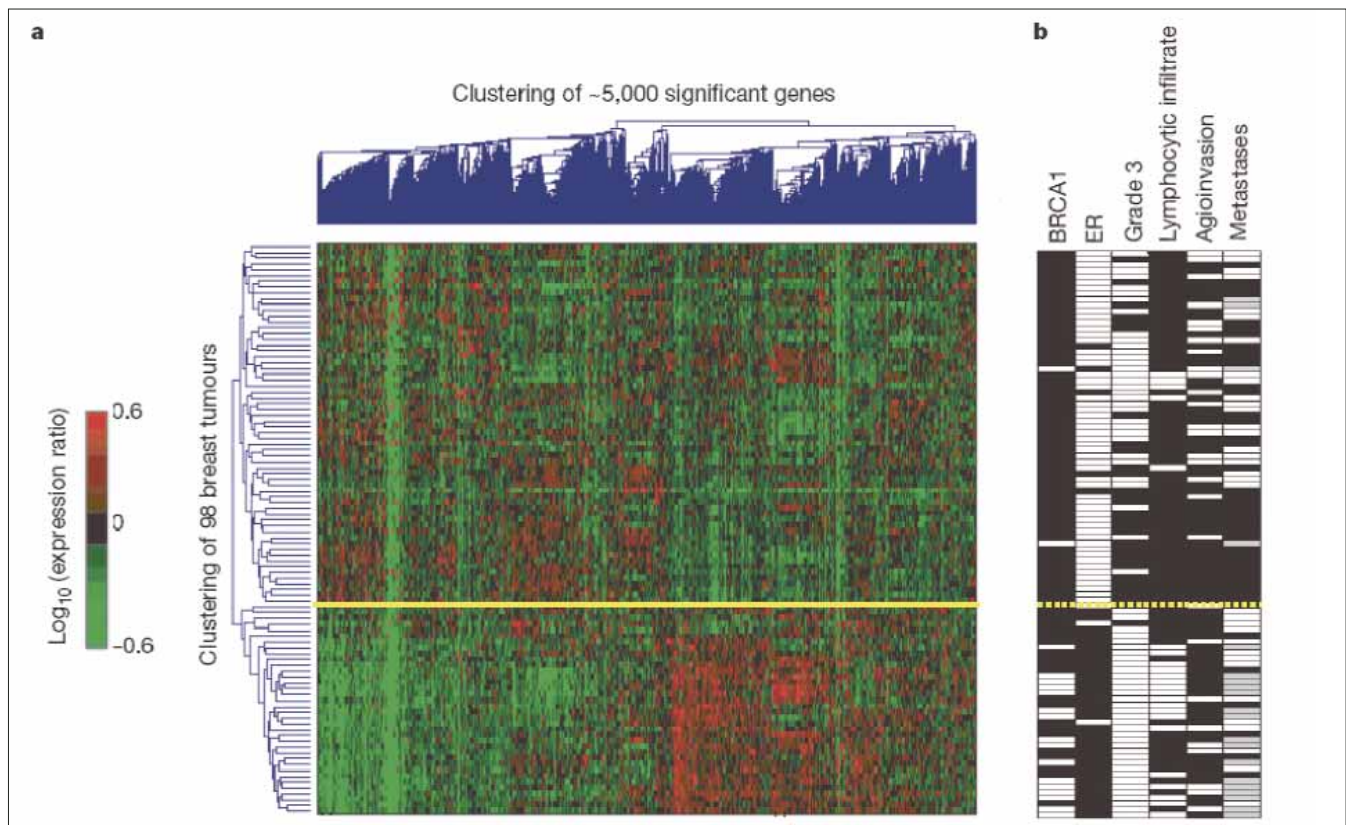 a
b
Clustering of ~5,000 significant genes
BRCA1
ER
Grade 3
Lymphocytic infiltrate
Agioinvasion
Metastases
Clustering of 98 breast tumours
Log10 (expression ratio)
0.6
0
–0.6